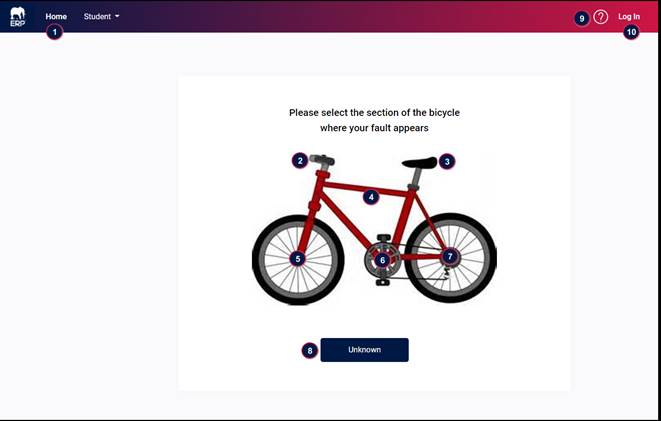 ERP
Home
Student
9
?
Log In
1
10
Please select the section of the bicycle
where your fault appears
2
3
4
5
6
7
8
Unknown